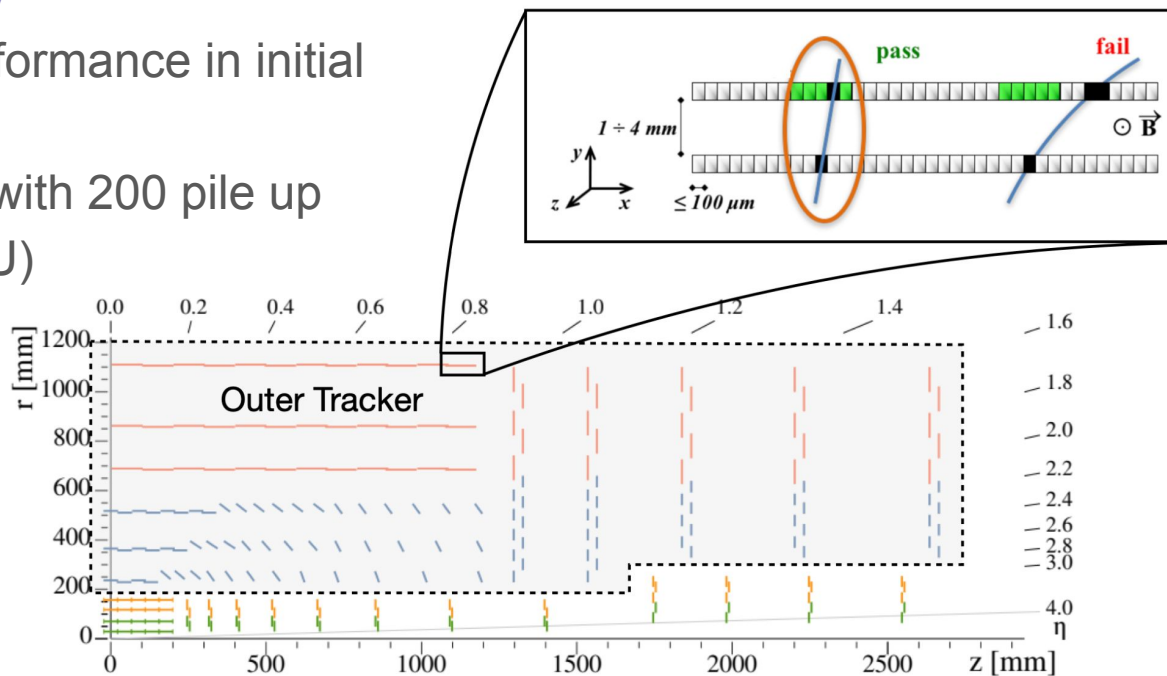 formance in initial
with 200 pile up
U)
pass
fail
1 ÷ 4 mm
⊙ B
y
z
x
≤ 100 μm
0.0 0.2 0.4 0.6 0.8 1.0 1.2 1.4 1.6
r [mm]
1200
1000
800
600
400
200
0
Outer Tracker
1.8
2.0
2.2
2.4
2.6
2.8
3.0
4.0
η
0 500 1000 1500 2000 2500 z [mm]